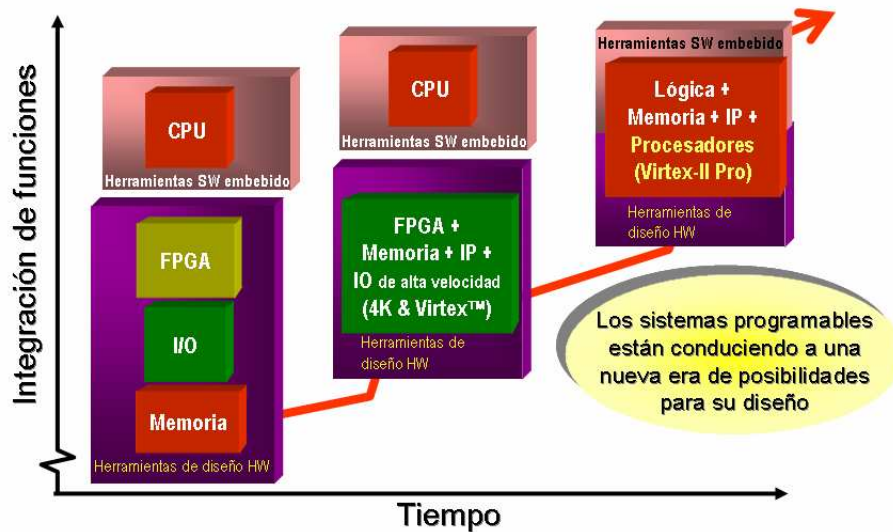 Integración de funciones
CPU
Herramientas SW embebido
FPGA
I/O
Memoria
Herramientas de diseño HW
CPU
Herramientas SW embebido
FPGA +
Memoria + IP +
IO de alta velocidad
(4K & Virtex™)
Herramientas de
diseño HW
Herramientas SW embebido
Lógica +
Memoria + IP +
Procesadores
(Virtex-II Pro)
Herramientas de
diseño HW
Los sistemas programables
están conduciendo a una
nueva era de posibilidades
para su diseño
Tiempo